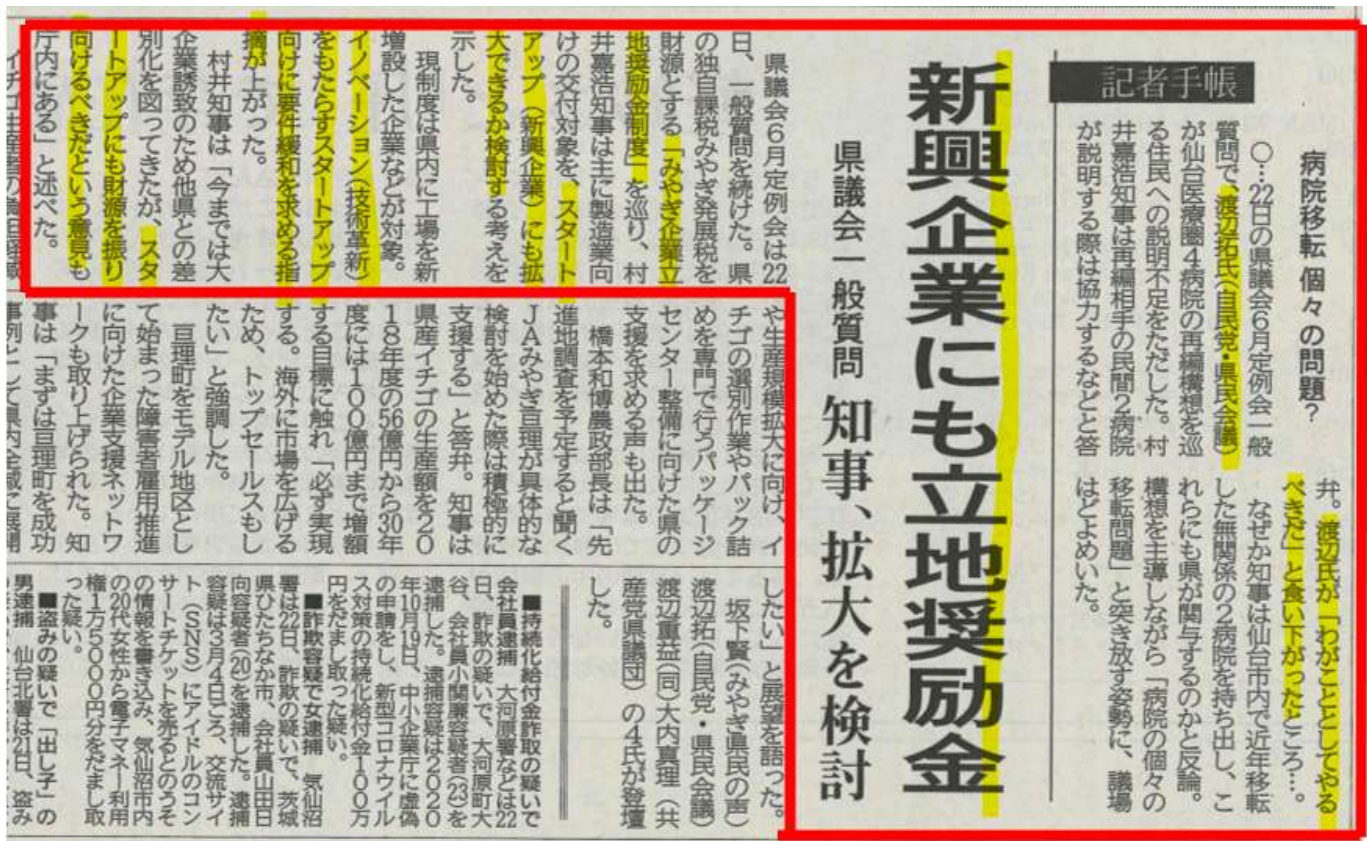 記者手帳
病院移転 個々の問題？
○…22日の県議会6月定例会一般
質問で、渡辺拓氏(自民党・県民会議)
が仙台医療圏4病院の再編構想を巡
る住民への説明不足をただした。村
井嘉浩知事は再編相手の民間2病院
が説明する際は協力するなどと答
弁。渡辺氏が「わがこととしてやる
べきだ」と食い下がったところ…。
なぜか知事は仙台市内で近年移転
した無関係の2病院を持ち出し、こ
れらにも県が関与するのかと反論。
構想を主導しながら「病院の個々の
移転問題」と突き放す姿勢に、議場
はどよめいた。
新興企業にも立地奨励金
県議会一般質問 知事、拡大を検討
県議会6月定例会は22
日、一般質問を続けた。県
の独自課税みやぎ発展税を
財源とする「みやぎ企業立
地奨励金制度」を巡り、村
井嘉浩知事は主に製造業向
けの交付対象を、スタート
アップ（新興企業）にも拡
大できるか検討する考えを
示した。
現制度は県内に工場を新
増設した企業などが対象。
イノベーション(技術革新)
をもたらすスタートアップ
向けに要件緩和を求める指
摘が上がった。
村井知事は「今までは大
企業誘致のため他県との差
別化を図ってきたが、スタ
ートアップにも財源を振り
向けるべきだという意見も
庁内にある」と述べた。
イチゴ生産者の
や生産規模拡大に向け、イ
チゴの選別作業やパック詰
めを専門で行うパッケージ
センター整備に向けた県の
支援を求める声も出た。
橋本和博農政部長は「先
進地調査を予定すると聞く
JAみやぎ亘理が具体的な
検討を始めた際は積極的に
支援する」と答弁。知事は
県産イチゴの生産額を20
18年度の56億円から30年
度には100億円まで増額
する目標に触れ「必ず実現
する。海外に市場を広げる
ため、トップセールスもし
たい」と強調した。
亘理町をモデル地区とし
て始まった障害者雇用推進
に向けた企業支援ネットワ
ークも取り上げられた。知
事は「まずは亘理町を成功
事例として県内全域に展開
したい」と展望を語った。
坂下賢(みやぎ県民の声)
渡辺拓(自民党・県民会議)
渡辺重益(同)大内真理（共
産党県議団）の4氏が登壇
した。
■持続化給付金詐取の疑いで
会社員逮捕 大河原署などは22
日、詐欺の疑いで、大河原町大
谷、会社員小関廉容疑者(23)を
逮捕した。逮捕容疑は2020
年10月19日、中小企業庁に虚偽
の申請をし、新型コロナウイル
ス対策の持続化給付金100万
円をだまし取った疑い。
■詐欺容疑で女逮捕 気仙沼
署は22日、詐欺の疑いで、茨城
県ひたちなか市、会社員山田日
向容疑者(20)を逮捕した。逮捕
容疑は3月4日ごろ、交流サイ
ト（SNS）にアイドルのコン
サートチケットを売るとのうそ
の情報を書き込み、気仙沼市内
の20代女性から電子マネー利用
権1万5000円分をだまし取
った疑い。
■盗みの疑いで「出し子」の
男逮捕 仙台北署は21日、盗み